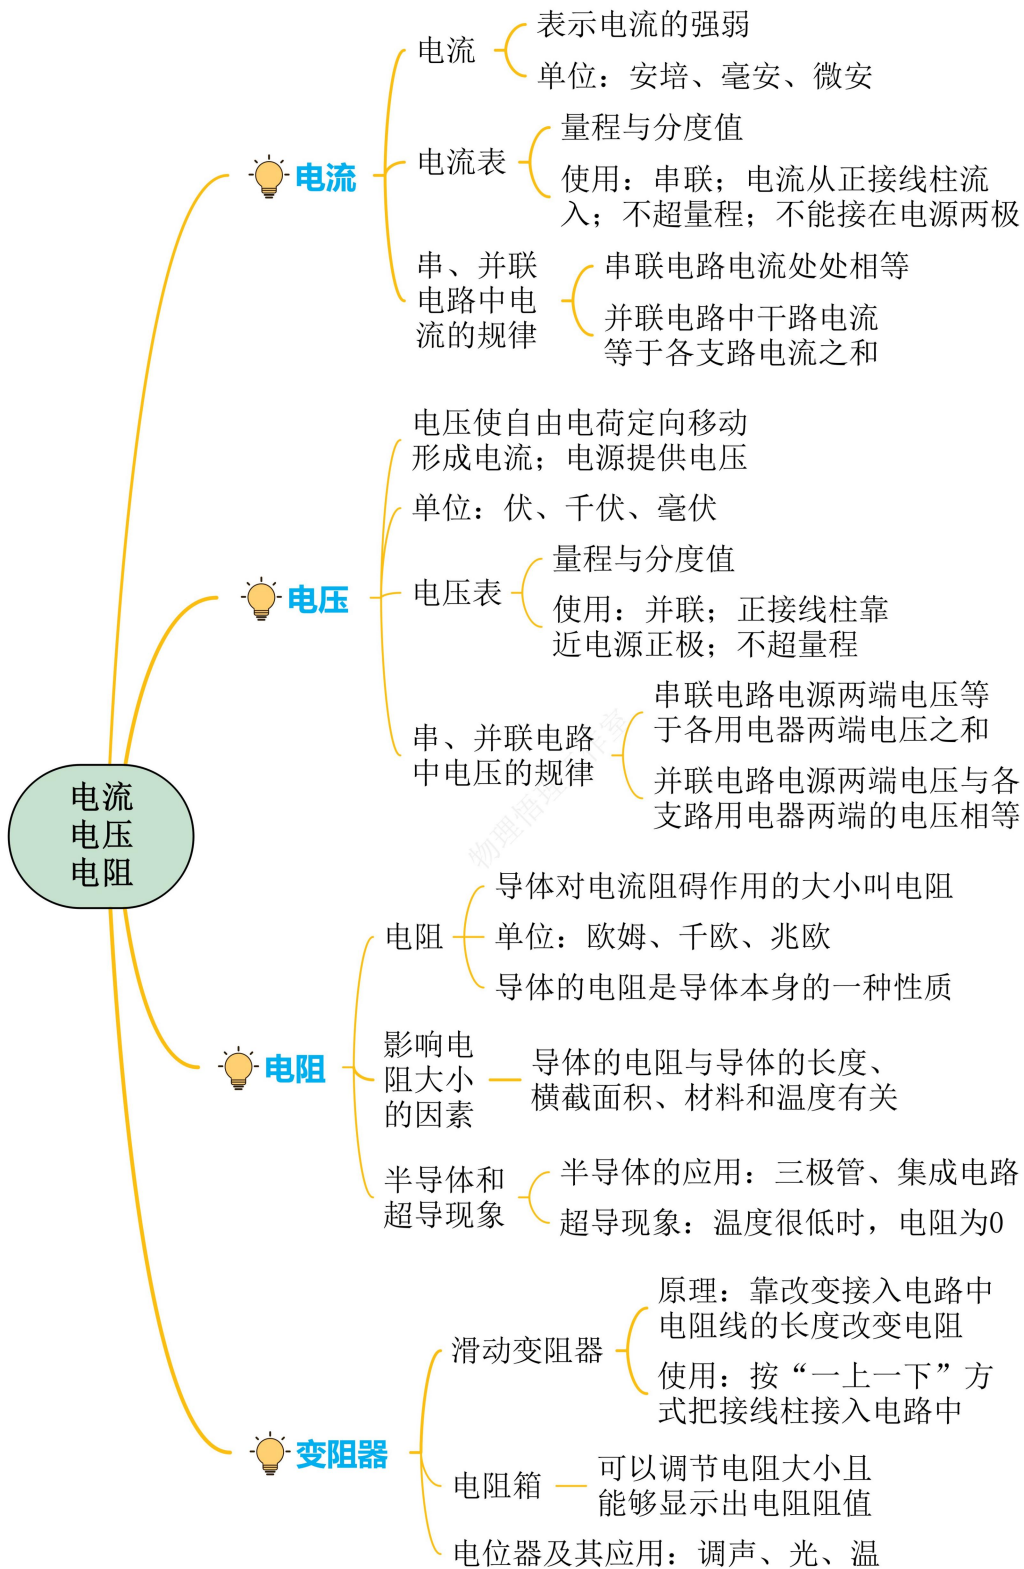 表示电流的强弱
电流
单位：安培、毫安、微安
量程与分度值
电流表
使用：串联；电流从正接线柱流
入；不超量程；不能接在电源两极
电流
串、并联
电路中电
流的规律
串联电路电流处处相等
并联电路中干路电流
等于各支路电流之和
电压使自由电荷定向移动
形成电流；电源提供电压
单位：伏、千伏、毫伏
电压
电压表
量程与分度值
使用：并联；正接线柱靠
近电源正极；不超量程
串、并联电路
中电压的规律
串联电路电源两端电压等
于各用电器两端电压之和
并联电路电源两端电压与各
支路用电器两端的电压相等
电流
电压
电阻
导体对电流阻碍作用的大小叫电阻
电阻
单位：欧姆、千欧、兆欧
导体的电阻是导体本身的一种性质
电阻
影响电
阻大小
的因素
导体的电阻与导体的长度、
横截面积、材料和温度有关
半导体和
超导现象
半导体的应用：三极管、集成电路
超导现象：温度很低时，电阻为0
滑动变阻器
原理：靠改变接入电路中
电阻线的长度改变电阻
使用：按“一上一下”方
式把接线柱接入电路中
变阻器
电阻箱
可以调节电阻大小且
能够显示出电阻阻值
电位器及其应用：调声、光、温